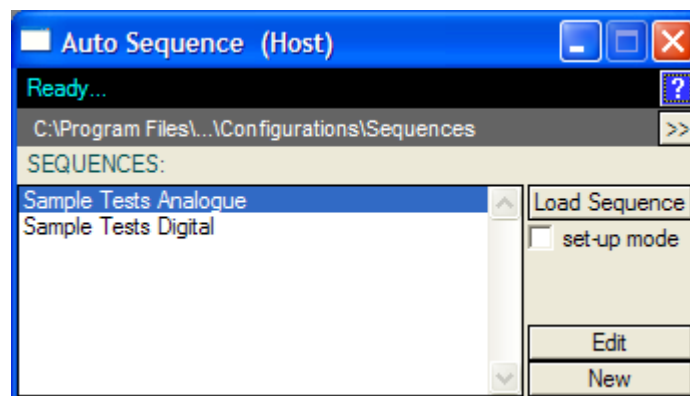 Auto Sequence (Host)
Ready...
?
C:\Program Files\...\Configurations\Sequences
>>
SEQUENCES:
Sample Tests Analogue
Load Sequence
Sample Tests Digital
set-up mode
Edit
New